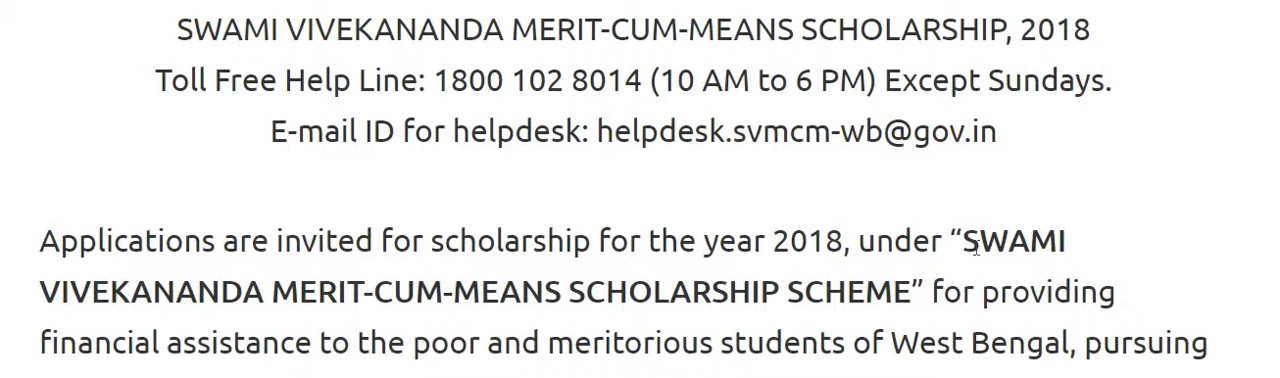 SWAMI VIVEKANANDA MERIT-CUM-MEANS SCHOLARSHIP, 2018
Toll Free Help Line: 1800 102 8014 (10 AM to 6 PM) Except Sundays.
E-mail ID for helpdesk: helpdesk.svmcm-wb@gov.in
Applications are invited for scholarship for the year 2018, under “SWAMI
VIVEKANANDA MERIT-CUM-MEANS SCHOLARSHIP SCHEME” for providing
financial assistance to the poor and meritorious students of West Bengal, pursuing